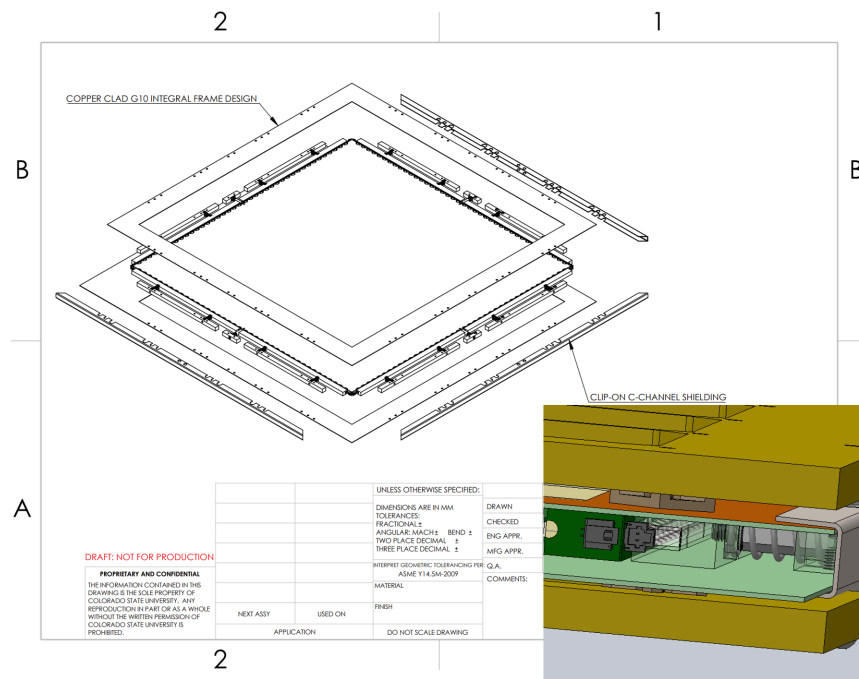 2
1
COPPER CLAD G10 INTEGRAL FRAME DESIGN
B
B
CLIP-ON C-CHANNEL SHIELDING
A
UNLESS OTHERWISE SPECIFIED:
DIMENSIONS ARE IN MM
TOLERANCES:
FRACTIONAL±
ANGULAR: MACH± BEND ±
TWO PLACE DECIMAL ±
THREE PLACE DECIMAL ±
INTERPRET GEOMETRIC TOLERANCING PER:
ASME Y14.5M-2009
MATERIAL
FINISH
DO NOT SCALE DRAWING
DRAWN
CHECKED
ENG APPR.
MFG APPR.
Q.A.
COMMENTS:
NEXT ASSY
USED ON
APPLICATION
DRAFT: NOT FOR PRODUCTION
PROPRIETARY AND CONFIDENTIAL
THE INFORMATION CONTAINED IN THIS
DRAWING IS THE SOLE PROPERTY OF
COLORADO STATE UNIVERSITY. ANY
REPRODUCTION IN PART OR AS A WHOLE
WITHOUT THE WRITTEN PERMISSION OF
COLORADO STATE UNIVERSITY IS
PROHIBITED.
2